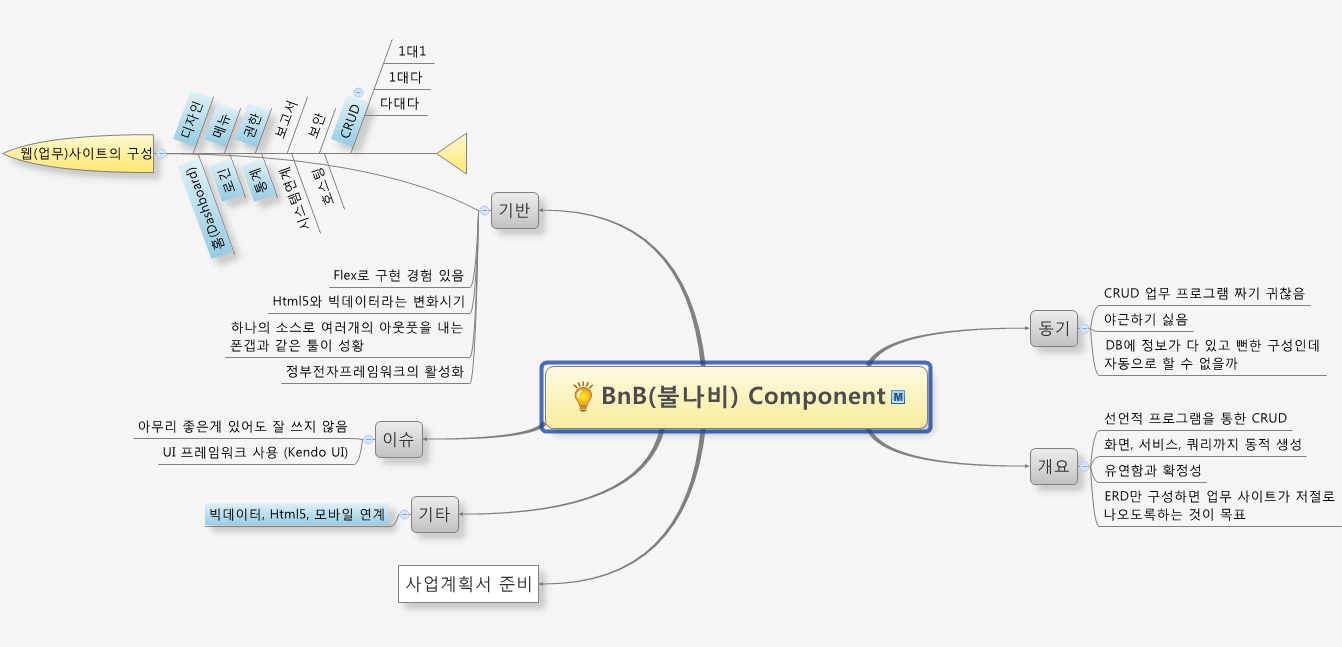 BnB(불나비) Component
M
동기
CRUD 업무 프로그램 짜기 귀찮음
야근하기 싫음
DB에 정보가 다 있고 뻔한 구성인데
자동으로 할 수 없을까
개요
선언적 프로그램을 통한 CRUD
화면, 서비스, 쿼리까지 동적 생성
유연함과 확정성
ERD만 구성하면 업무 사이트가 저절로
나오도록하는 것이 목표
기반
웹(업무)사이트의 구성
디자인
메뉴
권한
보고서
보안
CRUD
1대1
1대다
다대다
홈(Dashboard)
로긴
통계
시스템연계
호스팅
Flex로 구현 경험 있음
Html5와 빅데이터라는 변화시기
하나의 소스로 여러개의 아웃풋을 내는
폰갭과 같은 툴이 성황
정부전자프레임워크의 활성화
이슈
아무리 좋은게 있어도 잘 쓰지 않음
UI 프레임워크 사용 (Kendo UI)
기타
빅데이터, Html5, 모바일 연계
사업계획서 준비